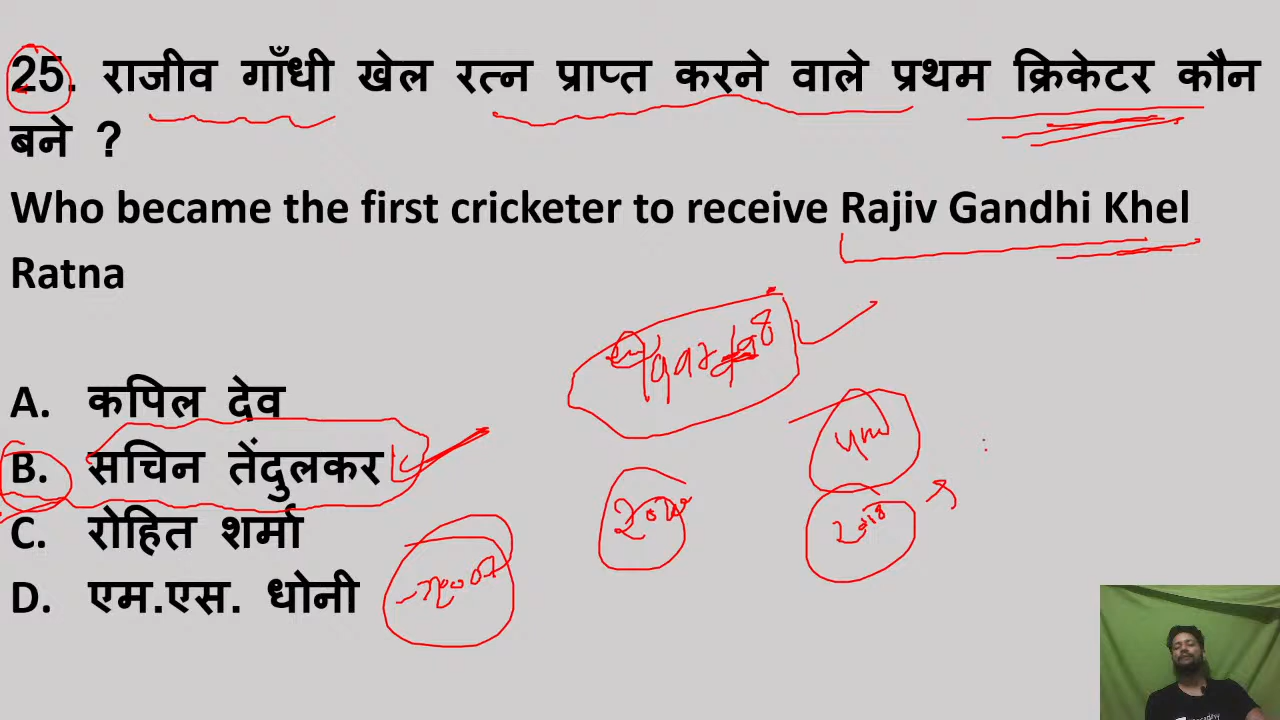 25. राजीव गाँधी खेल रत्न प्राप्त करने वाले प्रथम क्रिकेटर कौन
बने ?
Who became the first cricketer to receive Rajiv Gandhi Khel
Ratna
A. कपिल देव
B. सचिन तेंदुलकर
C. रोहित शर्मा
D. एम.एस. धोनी